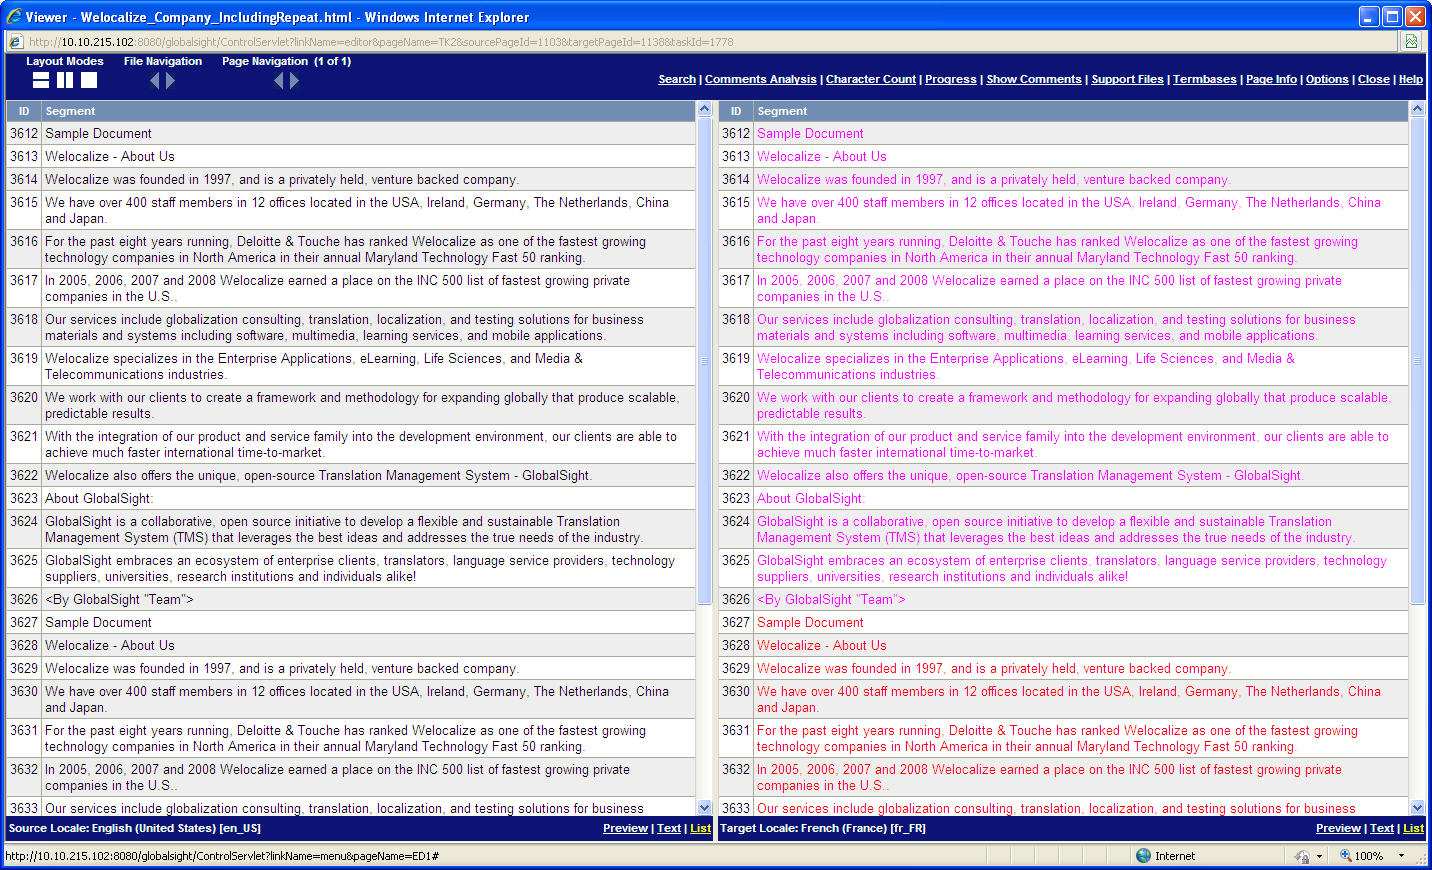 Viewer - Welocalize_Company_IncludingRepeat.html - Windows Internet Explorer
http://10.10.215.102:8080/globalsight/ControlServlet?linkName=editor&pageName=TK2&sourcePageId=1103&targetPageId=1138&taskId=1778
Layout Modes File Navigation Page Navigation (1 of 1)
Search | Comments Analysis | Character Count | Progress | Show Comments | Support Files | Termbases | Page Info | Options | Close | Help
ID Segment
3612 Sample Document
3613 Welocalize - About Us
3614 Welocalize was founded in 1997, and is a privately held, venture backed company.
3615 We have over 400 staff members in 12 offices located in the USA, Ireland, Germany, The Netherlands, China
and Japan.
3616 For the past eight years running, Deloitte & Touche has ranked Welocalize as one of the fastest growing
technology companies in North America in their annual Maryland Technology Fast 50 ranking.
3617 In 2005, 2006, 2007 and 2008 Welocalize earned a place on the INC 500 list of fastest growing private
companies in the U.S..
3618 Our services include globalization consulting, translation, localization, and testing solutions for business
materials and systems including software, multimedia, learning services, and mobile applications.
3619 Welocalize specializes in the Enterprise Applications, eLearning, Life Sciences, and Media &
Telecommunications industries.
3620 We work with our clients to create a framework and methodology for expanding globally that produce scalable,
predictable results.
3621 With the integration of our product and service family into the development environment, our clients are able to
achieve much faster international time-to-market.
3622 Welocalize also offers the unique, open-source Translation Management System - GlobalSight.
3623 About GlobalSight:
3624 GlobalSight is a collaborative, open source initiative to develop a flexible and sustainable Translation
Management System (TMS) that leverages the best ideas and addresses the true needs of the industry.
3625 GlobalSight embraces an ecosystem of enterprise clients, translators, language service providers, technology
suppliers, universities, research institutions and individuals alike!
3626 <By GlobalSight "Team">
3627 Sample Document
3628 Welocalize - About Us
3629 Welocalize was founded in 1997, and is a privately held, venture backed company.
3630 We have over 400 staff members in 12 offices located in the USA, Ireland, Germany, The Netherlands, China
and Japan.
3631 For the past eight years running, Deloitte & Touche has ranked Welocalize as one of the fastest growing
technology companies in North America in their annual Maryland Technology Fast 50 ranking.
3632 In 2005, 2006, 2007 and 2008 Welocalize earned a place on the INC 500 list of fastest growing private
companies in the U.S..
3633 Our services include globalization consulting, translation, localization, and testing solutions for business
Source Locale: English (United States) [en_US] Preview | Text | List
ID Segment
3612 Sample Document
3613 Welocalize - About Us
3614 Welocalize was founded in 1997, and is a privately held, venture backed company.
3615 We have over 400 staff members in 12 offices located in the USA, Ireland, Germany, The Netherlands, China
and Japan.
3616 For the past eight years running, Deloitte & Touche has ranked Welocalize as one of the fastest growing
technology companies in North America in their annual Maryland Technology Fast 50 ranking.
3617 In 2005, 2006, 2007 and 2008 Welocalize earned a place on the INC 500 list of fastest growing private
companies in the U.S..
3618 Our services include globalization consulting, translation, localization, and testing solutions for business
materials and systems including software, multimedia, learning services, and mobile applications.
3619 Welocalize specializes in the Enterprise Applications, eLearning, Life Sciences, and Media &
Telecommunications industries.
3620 We work with our clients to create a framework and methodology for expanding globally that produce scalable,
predictable results.
3621 With the integration of our product and service family into the development environment, our clients are able to
achieve much faster international time-to-market.
3622 Welocalize also offers the unique, open-source Translation Management System - GlobalSight.
3623 About GlobalSight:
3624 GlobalSight is a collaborative, open source initiative to develop a flexible and sustainable Translation
Management System (TMS) that leverages the best ideas and addresses the true needs of the industry.
3625 GlobalSight embraces an ecosystem of enterprise clients, translators, language service providers, technology
suppliers, universities, research institutions and individuals alike!
3626 <By GlobalSight "Team">
3627 Sample Document
3628 Welocalize - About Us
3629 Welocalize was founded in 1997, and is a privately held, venture backed company.
3630 We have over 400 staff members in 12 offices located in the USA, Ireland, Germany, The Netherlands, China
and Japan.
3631 For the past eight years running, Deloitte & Touche has ranked Welocalize as one of the fastest growing
technology companies in North America in their annual Maryland Technology Fast 50 ranking.
3632 In 2005, 2006, 2007 and 2008 Welocalize earned a place on the INC 500 list of fastest growing private
companies in the U.S..
3633 Our services include globalization consulting, translation, localization, and testing solutions for business
Target Locale: French (France) [fr_FR] Preview | Text | List
http://10.10.215.102:8080/globalsight/ControlServlet?linkName=menu&pageName=ED1# Internet 100%